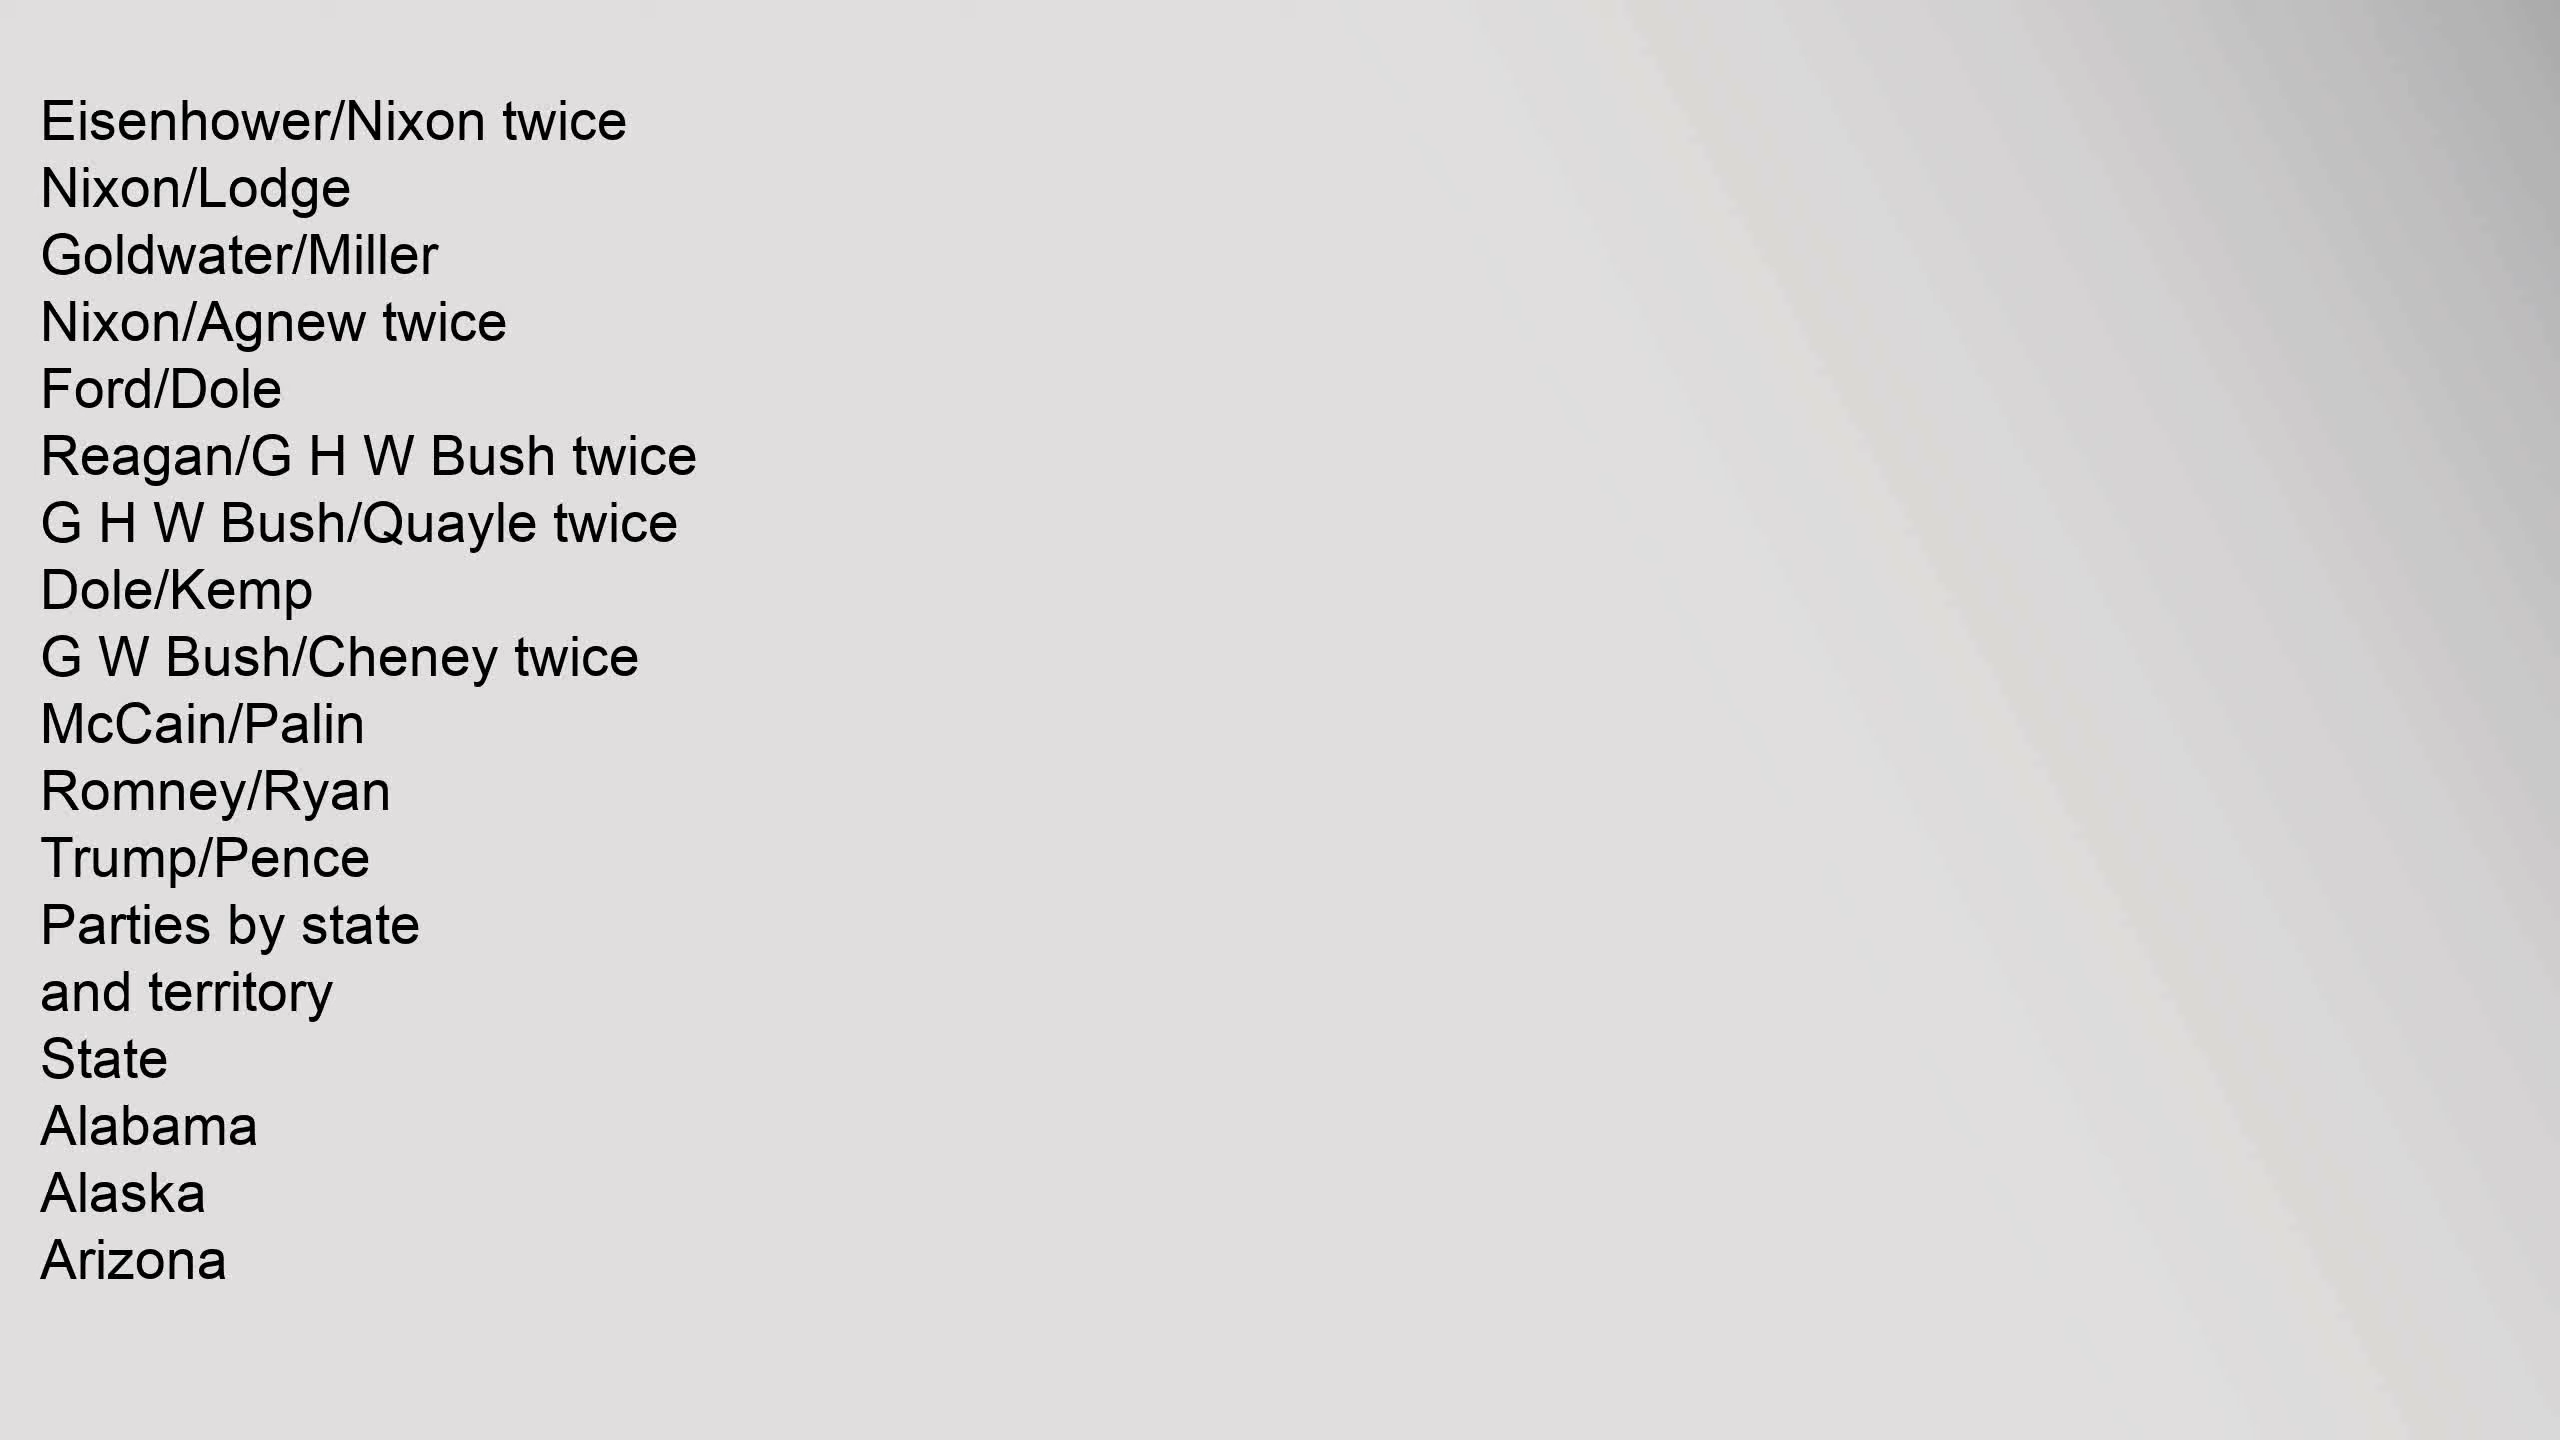 Eisenhower/Nixon twice
Nixon/Lodge
Goldwater/Miller
Nixon/Agnew twice
Ford/Dole
Reagan/G H W Bush twice
G H W Bush/Quayle twice
Dole/Kemp
G W Bush/Cheney twice
McCain/Palin
Romney/Ryan
Trump/Pence
Parties by state
and territory
State
Alabama
Alaska
Arizona